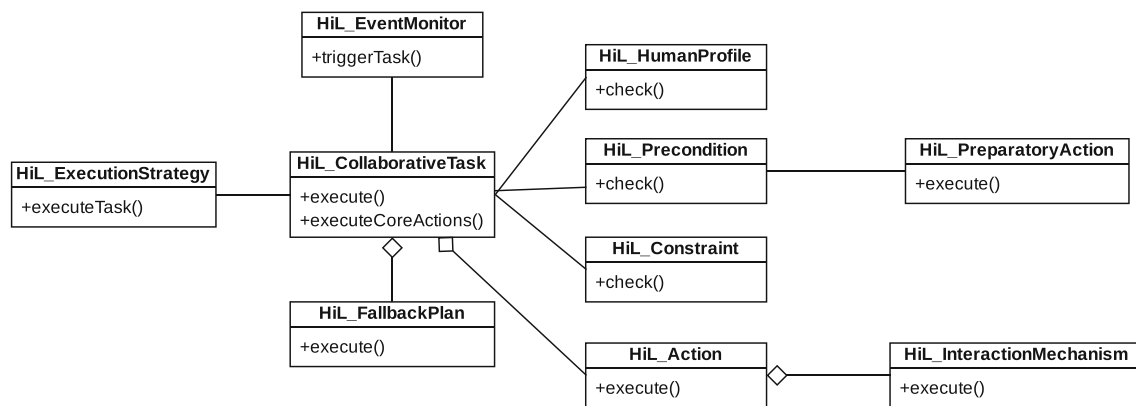 HiL_EventMonitor
+triggerTask()
HiL_HumanProfile
+check()
HiL_ExecutionStrategy
+executeTask()
HiL_CollaborativeTask
+execute()
+executeCoreActions()
HiL_Precondition
+check()
HiL_PreparatoryAction
+execute()
HiL_Constraint
+check()
HiL_FallbackPlan
+execute()
HiL_Action
+execute()
HiL_InteractionMechanism
+execute()